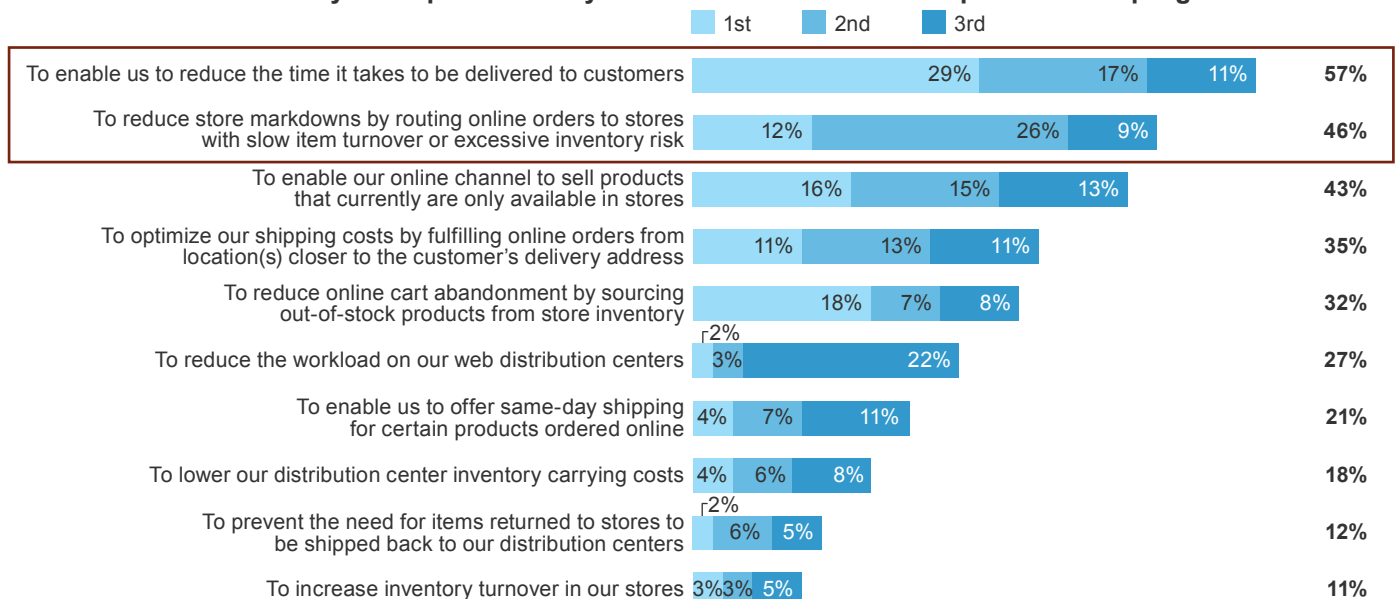 1st 2nd 3rd
To enable us to reduce the time it takes to be delivered to customers 29% 17% 11% 57%
To reduce store markdowns by routing online orders to stores
with slow item turnover or excessive inventory risk 12% 26% 9% 46%
To enable our online channel to sell products
that currently are only available in stores 16% 15% 13% 43%
To optimize our shipping costs by fulfilling online orders from
location(s) closer to the customer’s delivery address 11% 13% 11% 35%
To reduce online cart abandonment by sourcing
out-of-stock products from store inventory 18% 7% 8% 32%
2%
To reduce the workload on our web distribution centers 3% 22% 27%
To enable us to offer same-day shipping
for certain products ordered online 4% 7% 11% 21%
To lower our distribution center inventory carrying costs 4% 6% 8% 18%
2%
To prevent the need for items returned to stores to
be shipped back to our distribution centers 6% 5% 12%
To increase inventory turnover in our stores 3% 3% 5% 11%